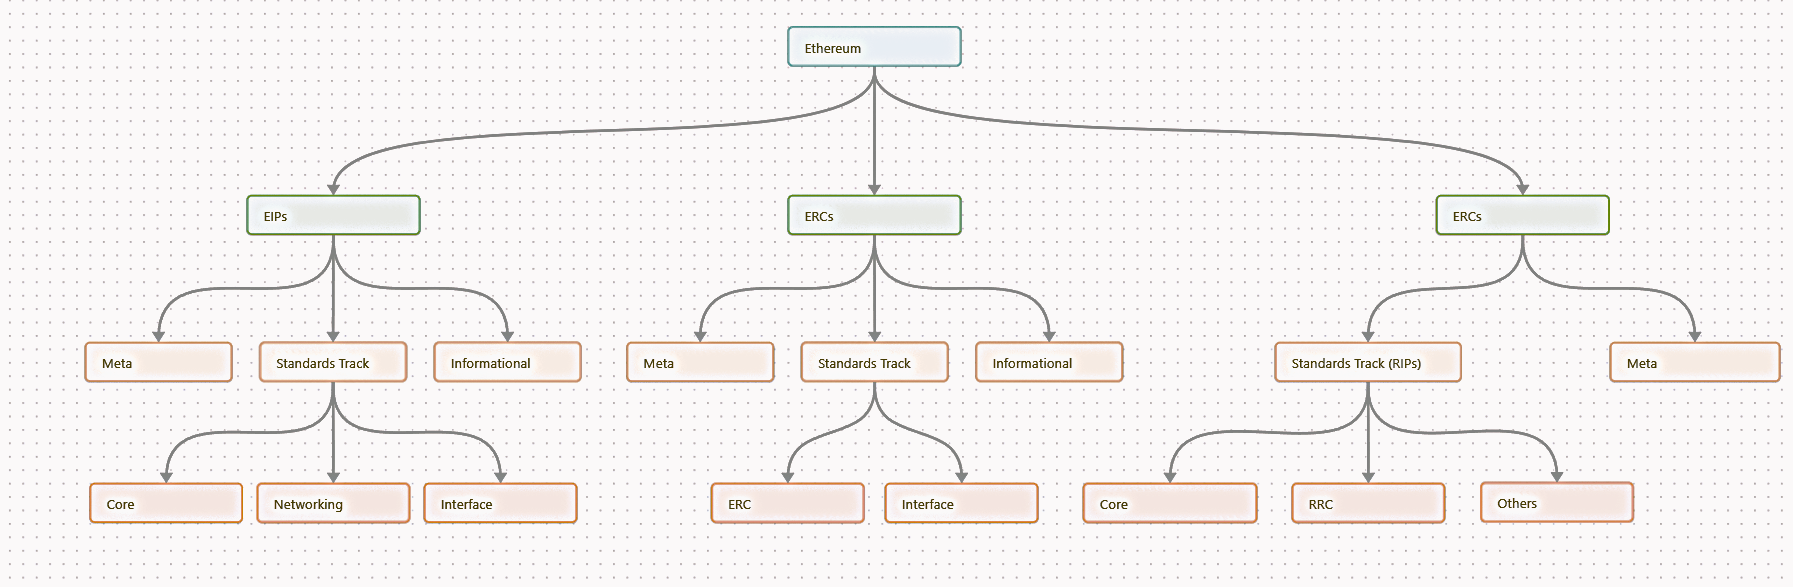 Ethereum
EIPs
ERCs
ERCs
Meta
Standards Track
Informational
Meta
Standards Track
Informational
Standards Track (RIPs)
Meta
Core
Networking
Interface
ERC
Interface
Core
RRC
Others